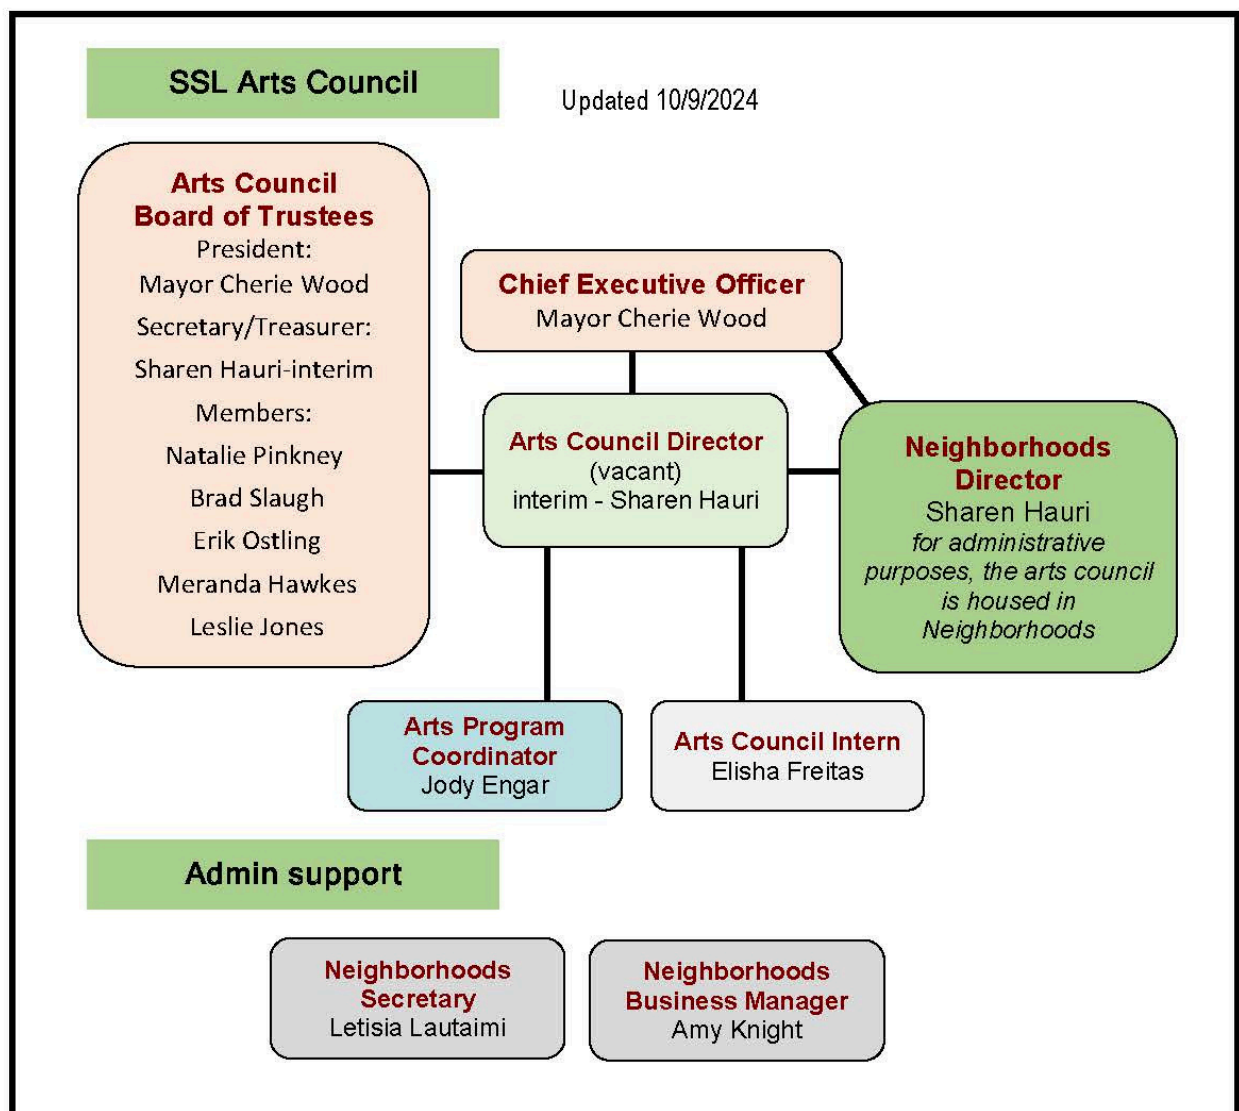 SSL Arts Council
Updated 10/9/2024
Arts Council
Board of Trustees
President:
Mayor Cherie Wood
Secretary/Treasurer:
Sharen Hauri-interim
Members:
Natalie Pinkney
Brad Slaugh
Erik Ostling
Meranda Hawkes
Leslie Jones
Chief Executive Officer
Mayor Cherie Wood
Arts Council Director
(vacant)
interim - Sharen Hauri
Neighborhoods
Director
Sharen Hauri
for administrative
purposes, the arts council
is housed in
Neighborhoods
Arts Program
Coordinator
Jody Engar
Arts Council Intern
Elisha Freitas
Admin support
Neighborhoods
Secretary
Letisia Lautaimi
Neighborhoods
Business Manager
Amy Knight